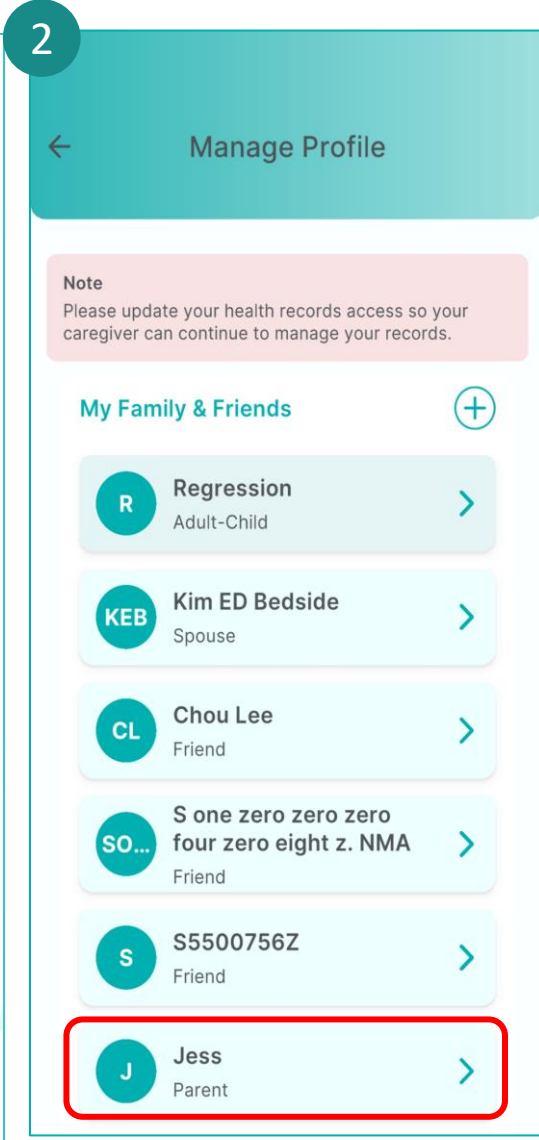 2
Manage Profile
Note
Please update your health records access so your
caregiver can continue to manage your records.
My Family & Friends
R
Regression
Adult-Child
KEB
Kim ED Bedside
Spouse
CL
Chou Lee
Friend
SO...
S one zero zero zero
four zero eight z. NMA
Friend
S
S5500756Z
Friend
J
Jess
Parent